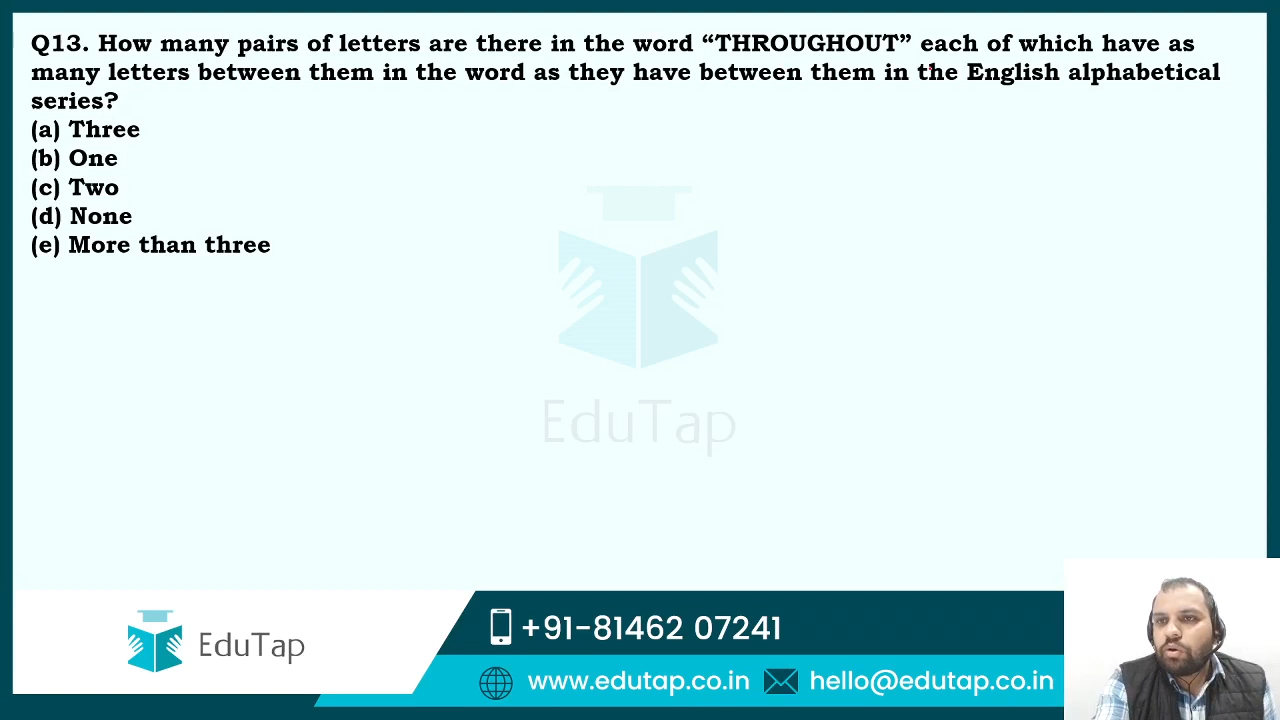 Q13. How many pairs of letters are there in the word “THROUGHOUT” each of which have as
many letters between them in the word as they have between them in the English alphabetical
series?
(a) Three
(b) One
(c) Two
(d) None
(e) More than three
EduTap
EduTap
+91-81462 07241
www.edutap.co.in
hello@edutap.co.in